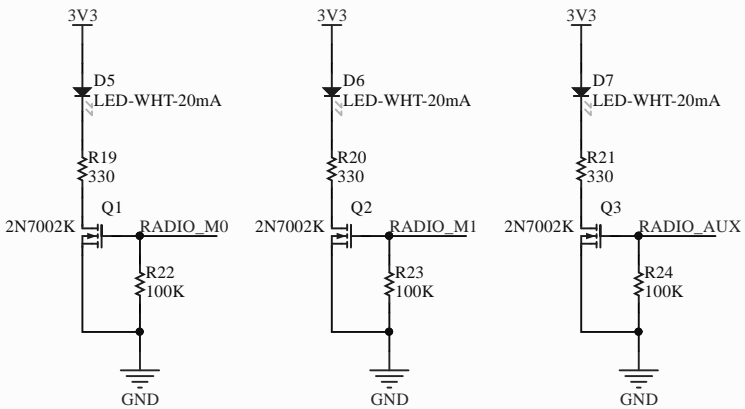 3V3
D5
LED-WHT-20mA
R19
330
Q1
2N7002K
RADIO_M0
R22
100K
GND
3V3
D6
LED-WHT-20mA
R20
330
Q2
2N7002K
RADIO_M1
R23
100K
GND
3V3
D7
LED-WHT-20mA
R21
330
Q3
2N7002K
RADIO_AUX
R24
100K
GND